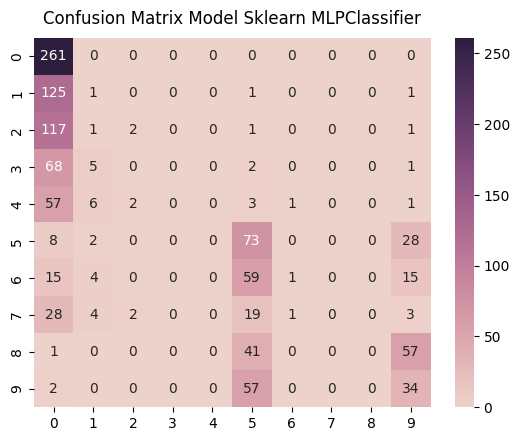 Confusion Matrix Model Sklearn MLPClassifier
0 261 0 0 0 0 0 0 0 0 0
1 125 1 0 0 0 1 0 0 0 1
2 117 1 2 0 0 1 0 0 0 1
3 68 5 0 0 0 2 0 0 0 1
4 57 6 2 0 0 3 1 0 0 1
5 8 2 0 0 0 73 0 0 0 28
6 15 4 0 0 0 59 1 0 0 15
7 28 4 2 0 0 19 1 0 0 3
8 1 0 0 0 0 41 0 0 0 57
9 2 0 0 0 0 57 0 0 0 34
0 1 2 3 4 5 6 7 8 9
250
200
150
100
50
0